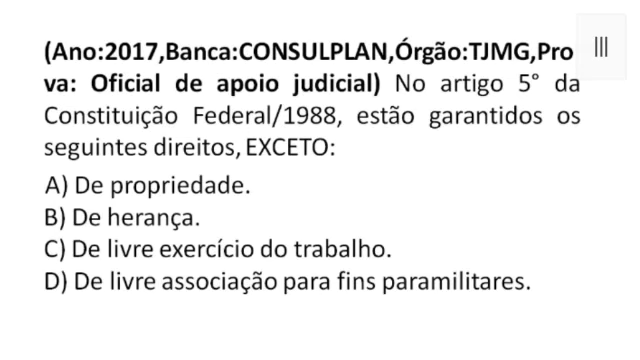 (Ano:2017,Banca:CONSULPLAN,Órgão:TJMG,Pro
va: Oficial de apoio judicial) No artigo 5° da
Constituição Federal/1988, estão garantidos os
seguintes direitos, EXCETO:
A) De propriedade.
B) De herança.
C) De livre exercício do trabalho.
D) De livre associação para fins paramilitares.